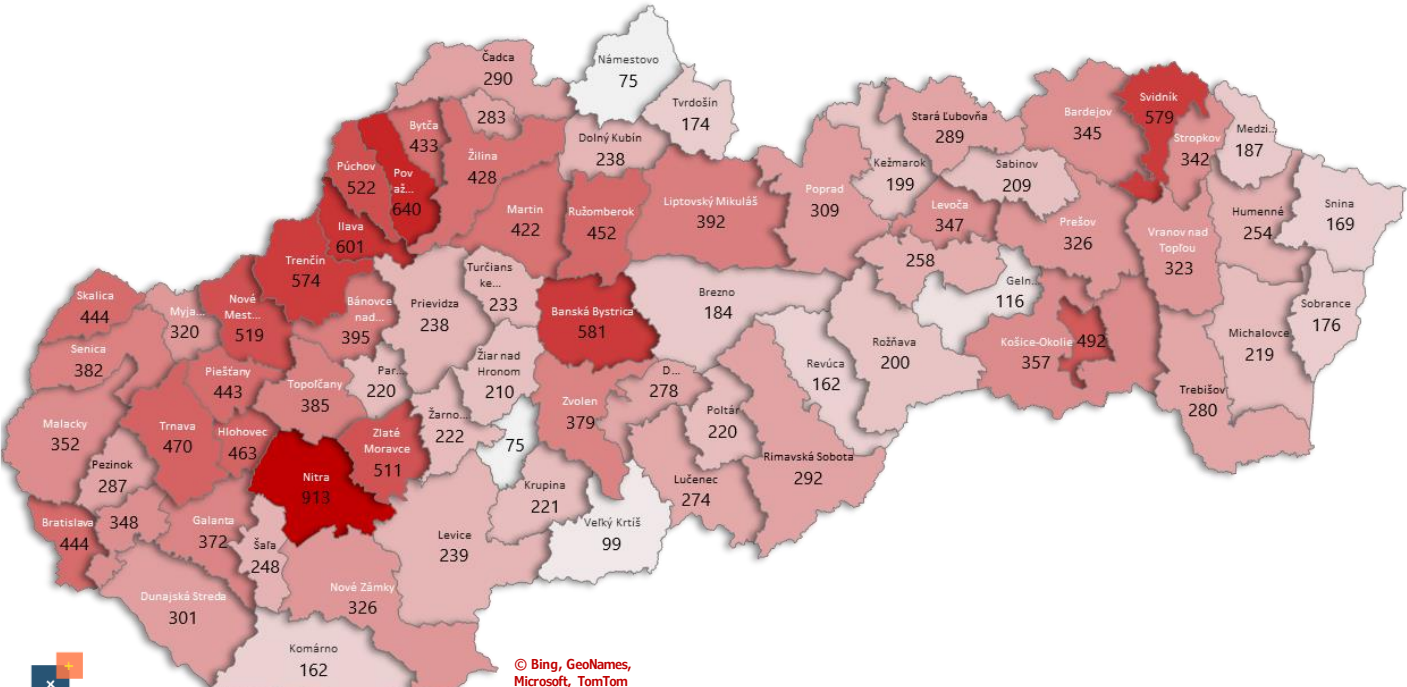 Čadca
290
Námestovo
75
Tvrdošín
174
283
Bytča
433
Žilina
428
Dolný Kubín
238
Púchov
522
Pov
až...
640
Ilava
601
Martin
422
Ružomberok
452
Liptovský Mikuláš
392
Poprad
309
Kežmarok
199
Stará Ľubovňa
289
Sabinov
209
Bardejov
345
Svidník
579
Stropkov
342
Medzi...
187
Levoča
347
Prešov
326
Vranov nad
Topľou
323
Humenné
254
Snina
169
258
Geln...
116
Sobrance
176
Michalovce
219
Trebišov
280
Košice-Okolie
357
492
Rožňava
200
Revúca
162
Brezno
184
Banská Bystrica
581
Turčians
ke...
233
Prievidza
238
Trenčín
574
Bánovce
nad...
395
Nové
Mest...
519
Myja...
320
Skalica
444
Senica
382
Piešťany
443
Topoľčany
385
Par...
220
Žiar nad
Hronom
210
Zvolen
379
D...
278
Poltár
220
Rimavská Sobota
292
Lučenec
274
Veľký Krtíš
99
Krupina
221
75
Žarno...
222
Zlaté
Moravce
511
Nitra
913
Hlohovec
463
Trnava
470
Malacky
352
Pezinok
287
348
Bratislava
444
Galanta
372
Šaľa
248
Levice
239
Nové Zámky
326
Dunajská Streda
301
Komárno
162
+
×
© Bing, GeoNames,
Microsoft, TomTom